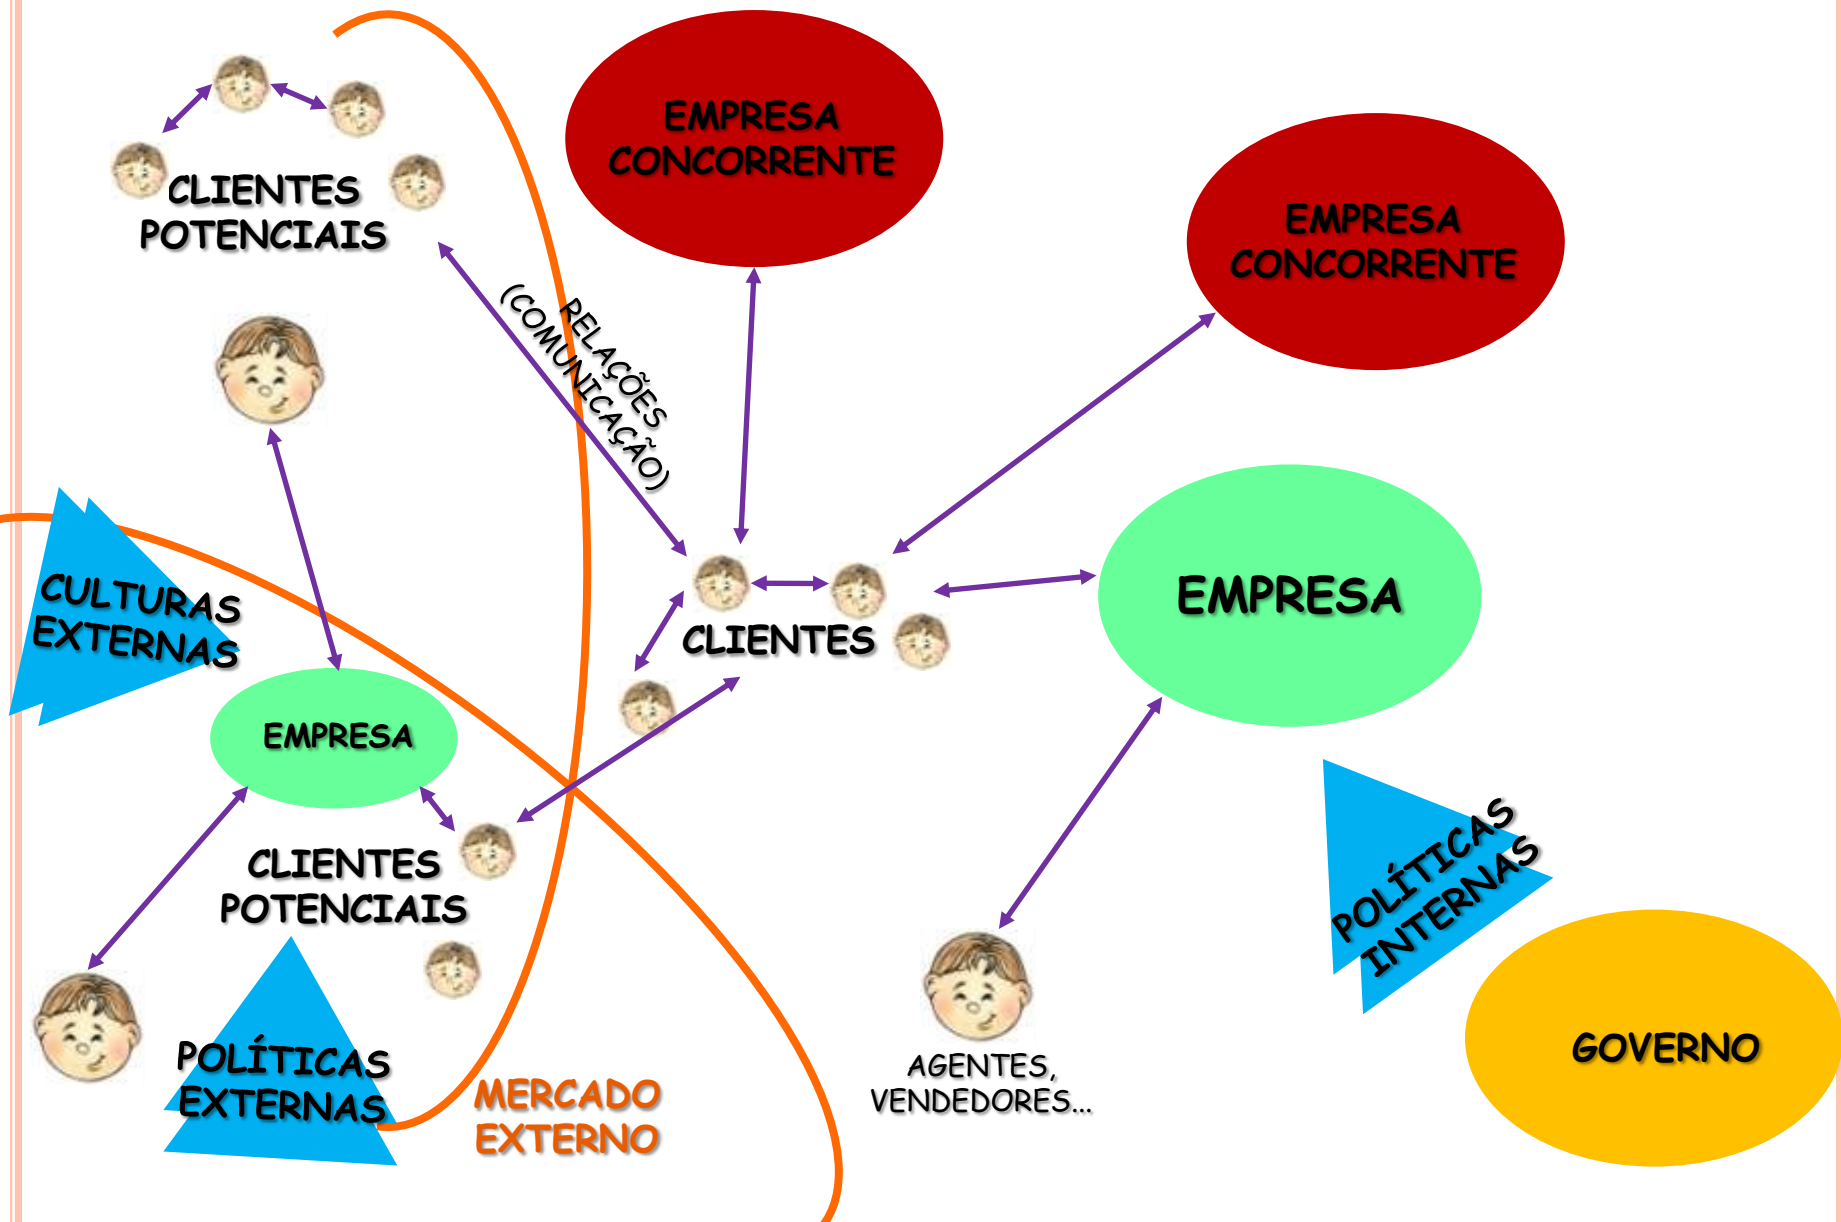 EMPRESA
CONCORRENTE
CLIENTES
POTENCIAIS
EMPRESA
CONCORRENTE
RELAÇÕES
(COMUNICAÇÃO)
CULTURAS
EXTERNAS
EMPRESA
CLIENTES
EMPRESA
CLIENTES
POTENCIAIS
POLÍTICAS
INTERNAS
POLÍTICAS
EXTERNAS
MERCADO
EXTERNO
AGENTES,
VENDEDORES...
GOVERNO